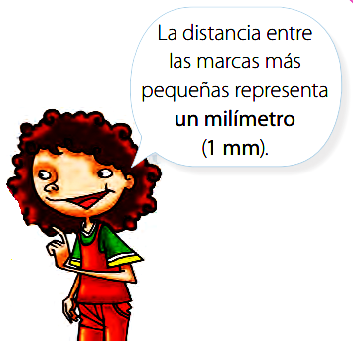 La distancia entre
las marcas más
pequeñas representa
un milímetro
(1 mm).